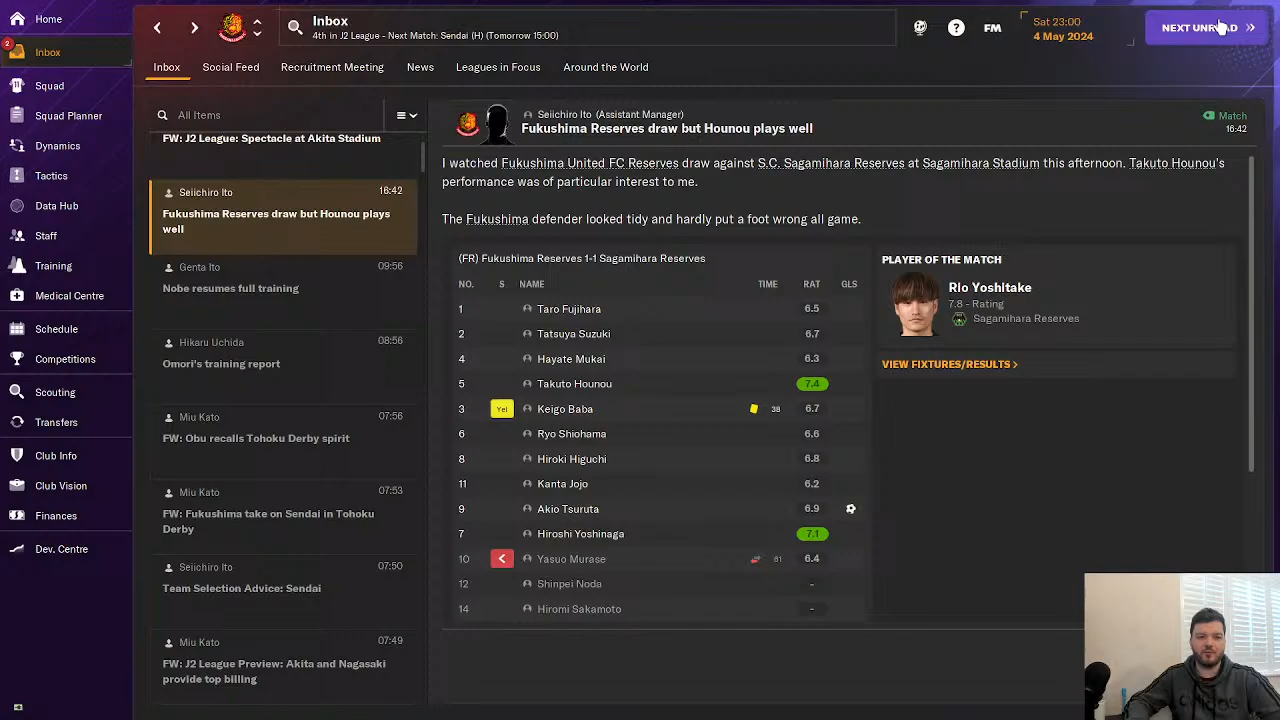 Home
2
Inbox
Squad
Squad Planner
Dynamics
Tactics
Data Hub
Staff
Training
Medical Centre
Schedule
Competitions
Scouting
Transfers
Club Info
Club Vision
Finances
Dev. Centre
Inbox
4th in J2 League - Next Match: Sendai (H) (Tomorrow 15:00)
?
FM
Sat 23:00
4 May 2024
NEXT UNREAD
Inbox
Social Feed
Recruitment Meeting
News
Leagues in Focus
Around the World
All Items
FW: J2 League: Spectacle at Akita Stadium
Seiichiro Ito 16:42
Fukushima Reserves draw but Hounou plays
well
Genta Ito 09:56
Nobe resumes full training
Hikaru Uchida 08:56
Omori's training report
Miu Kato 07:56
FW: Obu recalls Tohoku Derby spirit
Miu Kato 07:53
FW: Fukushima take on Sendai in Tohoku
Derby
Seiichiro Ito 07:50
Team Selection Advice: Sendai
Miu Kato 07:49
FW: J2 League Preview: Akita and Nagasaki
provide top billing
Seiichiro Ito (Assistant Manager)
Fukushima Reserves draw but Hounou plays well
Match
16:42
I watched Fukushima United FC Reserves draw against S.C. Sagamihara Reserves at Sagamihara Stadium this afternoon. Takuto Hounou's
performance was of particular interest to me.
The Fukushima defender looked tidy and hardly put a foot wrong all game.
(FR) Fukushima Reserves 1-1 Sagamihara Reserves
NO. S. NAME TIME RAT GLS
1 Taro Fujihara 6.5
2 Tatsuya Suzuki 6.7
4 Hayate Mukai 6.3
5 Takuto Hounou 7.4
3 Yel Keigo Baba 38 6.7
6 Ryo Shiohama 6.6
8 Hiroki Higuchi 6.8
11 Kanta Jojo 6.2
9 Akio Tsuruta 6.9
7 Hiroshi Yoshinaga 7.1
10 Yasuo Murase 61 6.4
12 Shinpei Noda -
14 Hiromi Sakamoto -
PLAYER OF THE MATCH
Rio Yoshitake
7.8 - Rating
Sagamihara Reserves
VIEW FIXTURES/RESULTS >